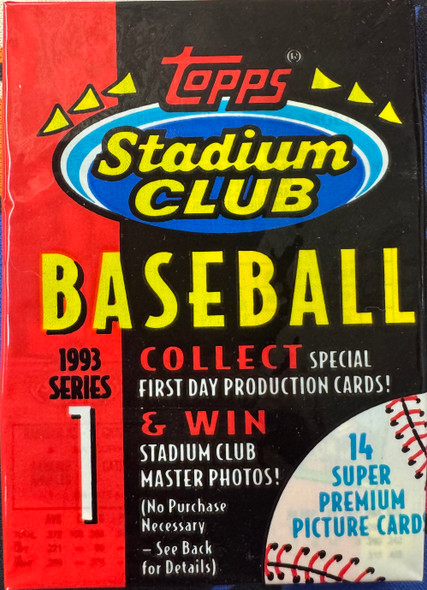 Topps ®
Stadium
CLUB
BASEBALL
1993
SERIES
1
COLLECT SPECIAL
FIRST DAY PRODUCTION CARDS!
& WIN
STADIUM CLUB
MASTER PHOTOS!
(No Purchase
Necessary
– See Back
for Details)
14
SUPER
PREMIUM
PICTURE CARD